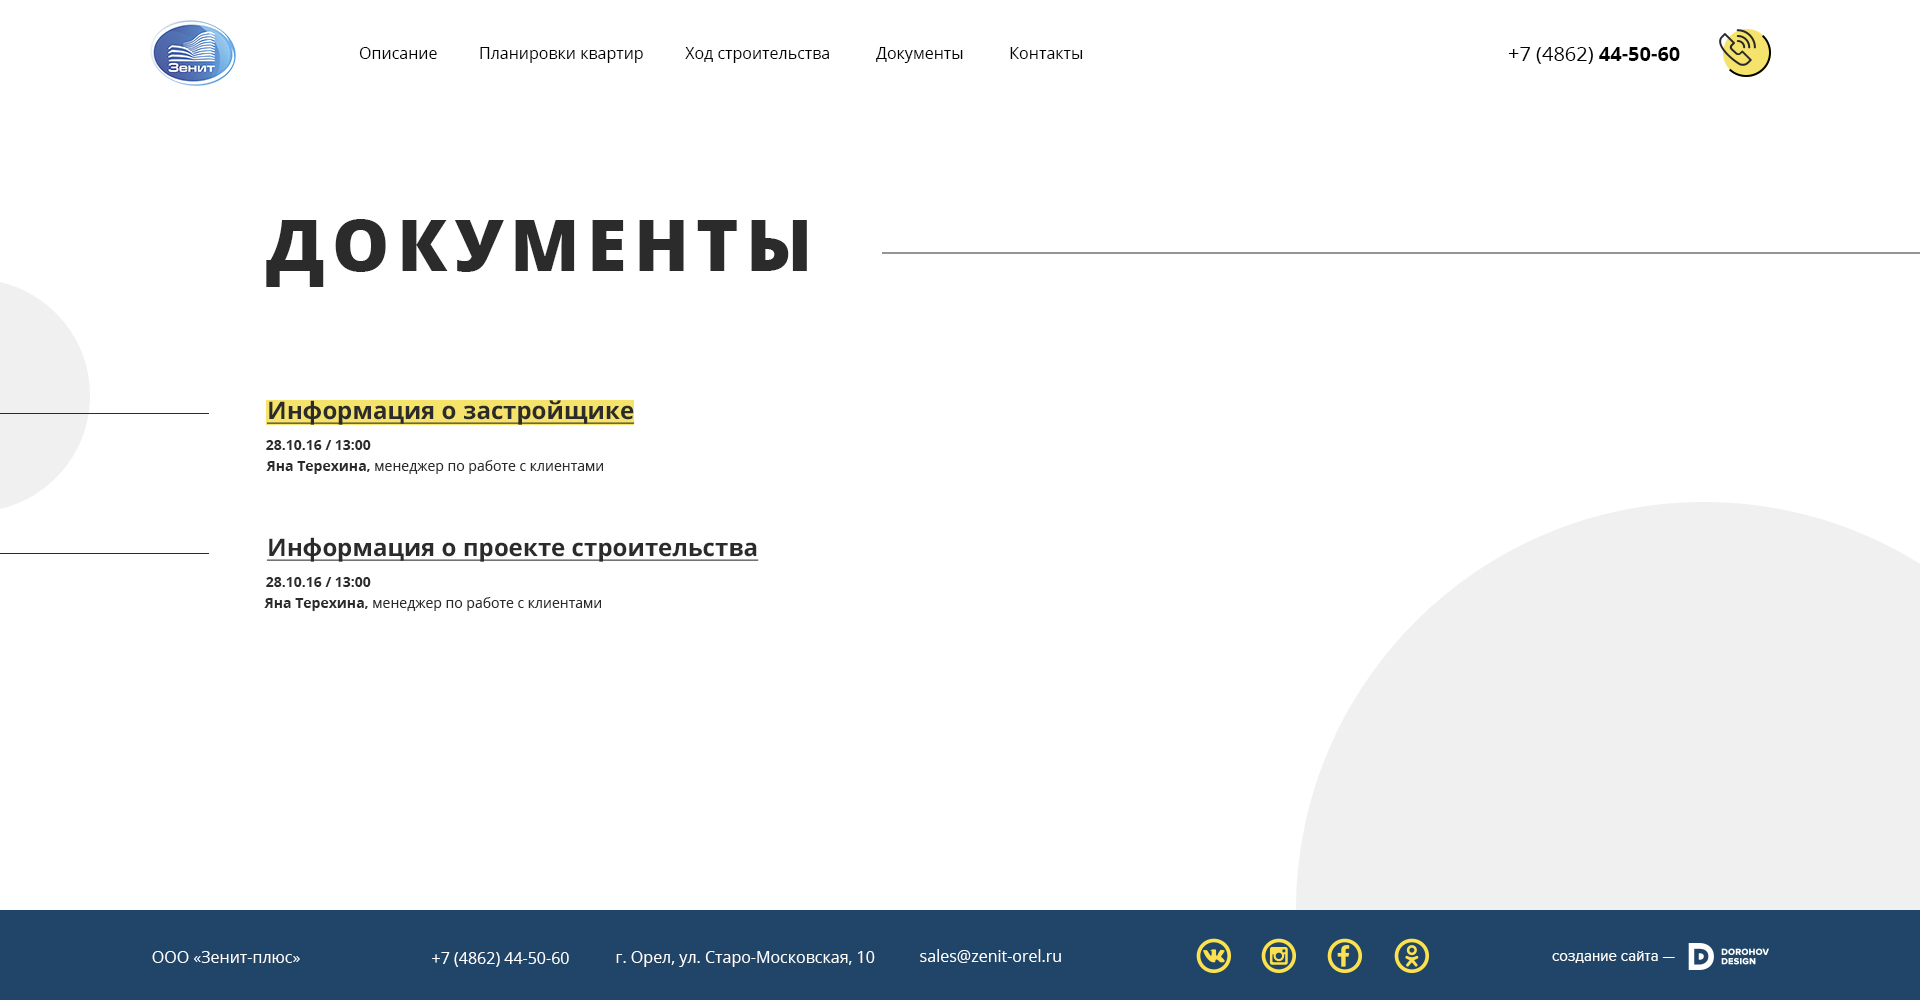 Зенит
Описание Планировки квартир Ход строительства Документы Контакты
+7 (4862) 44-50-60
ДОКУМЕНТЫ
Информация о застройщике
28.10.16 / 13:00
Яна Терехина, менеджер по работе с клиентами
Информация о проекте строительства
28.10.16 / 13:00
Яна Терехина, менеджер по работе с клиентами
ООО «Зенит-плюс» +7 (4862) 44-50-60 г. Орел, ул. Старо-Московская, 10 sales@zenit-orel.ru
создание сайта — DOROHOV
DESIGN